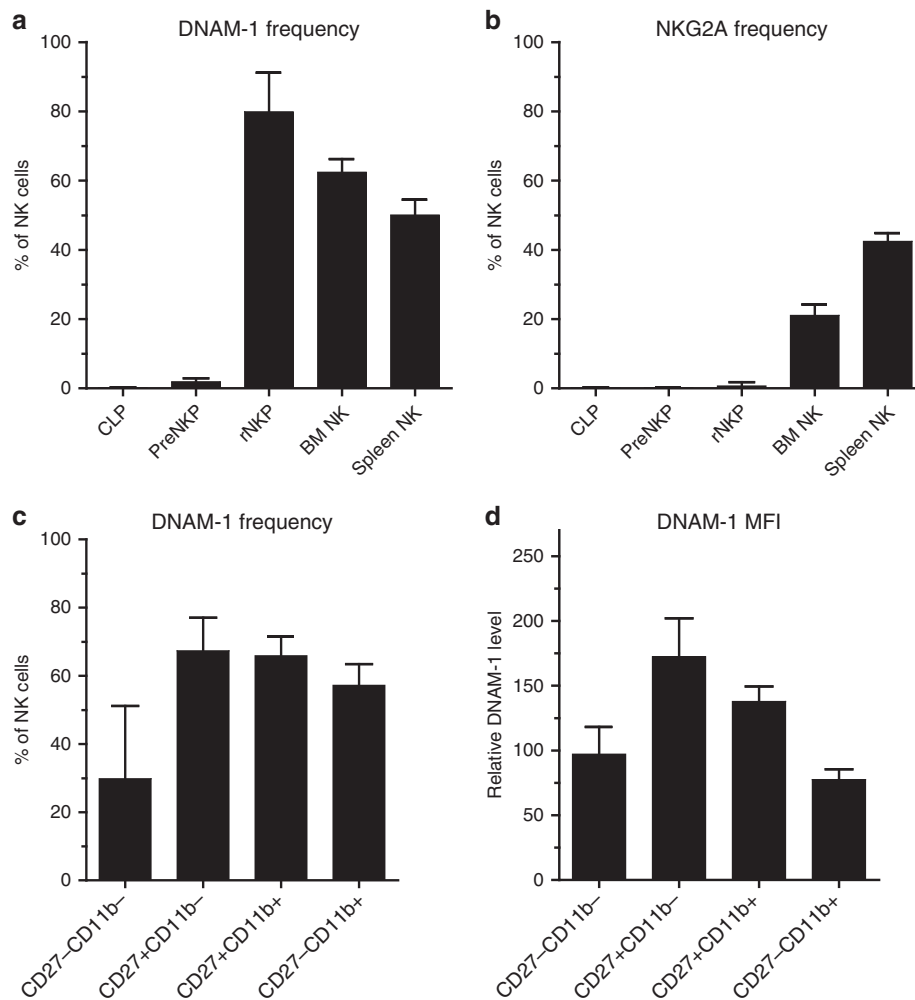 a
DNAM-1 frequency
% of NK cells
100
80
60
40
20
0
CLP
PreNKP
rNKP
BM NK
Spleen NK
b
NKG2A frequency
% of NK cells
100
80
60
40
20
0
CLP
PreNKP
rNKP
BM NK
Spleen NK
c
DNAM-1 frequency
% of NK cells
100
80
60
40
20
0
CD27–CD11b–
CD27+CD11b–
CD27+CD11b+
CD27–CD11b+
d
DNAM-1 MFI
Relative DNAM-1 level
250
200
150
100
50
0
CD27–CD11b–
CD27+CD11b–
CD27+CD11b+
CD27–CD11b+